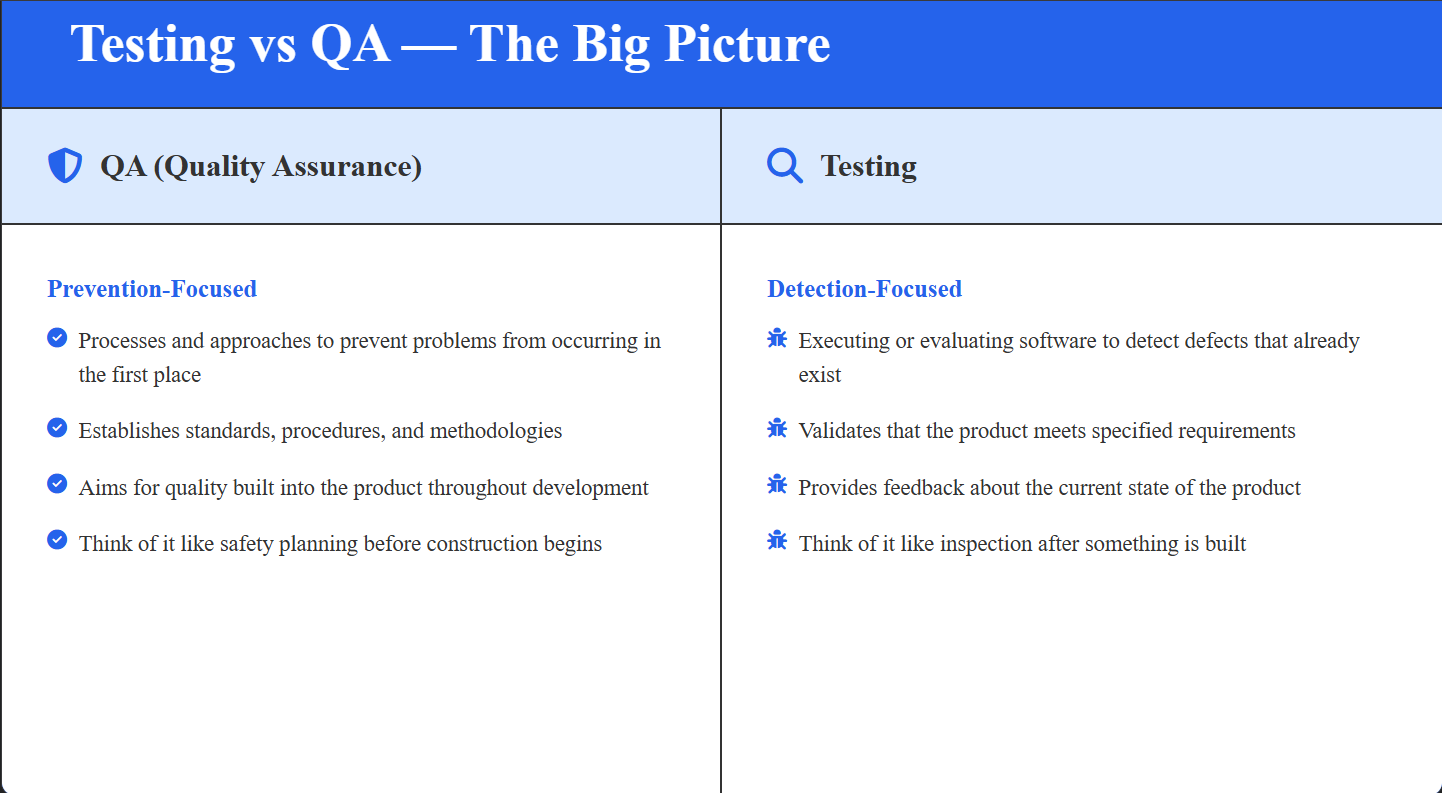 Testing vs QA — The Big Picture
QA (Quality Assurance)
Prevention-Focused
Processes and approaches to prevent problems from occurring in
the first place
Establishes standards, procedures, and methodologies
Aims for quality built into the product throughout development
Think of it like safety planning before construction begins
Testing
Detection-Focused
Executing or evaluating software to detect defects that already
exist
Validates that the product meets specified requirements
Provides feedback about the current state of the product
Think of it like inspection after something is built